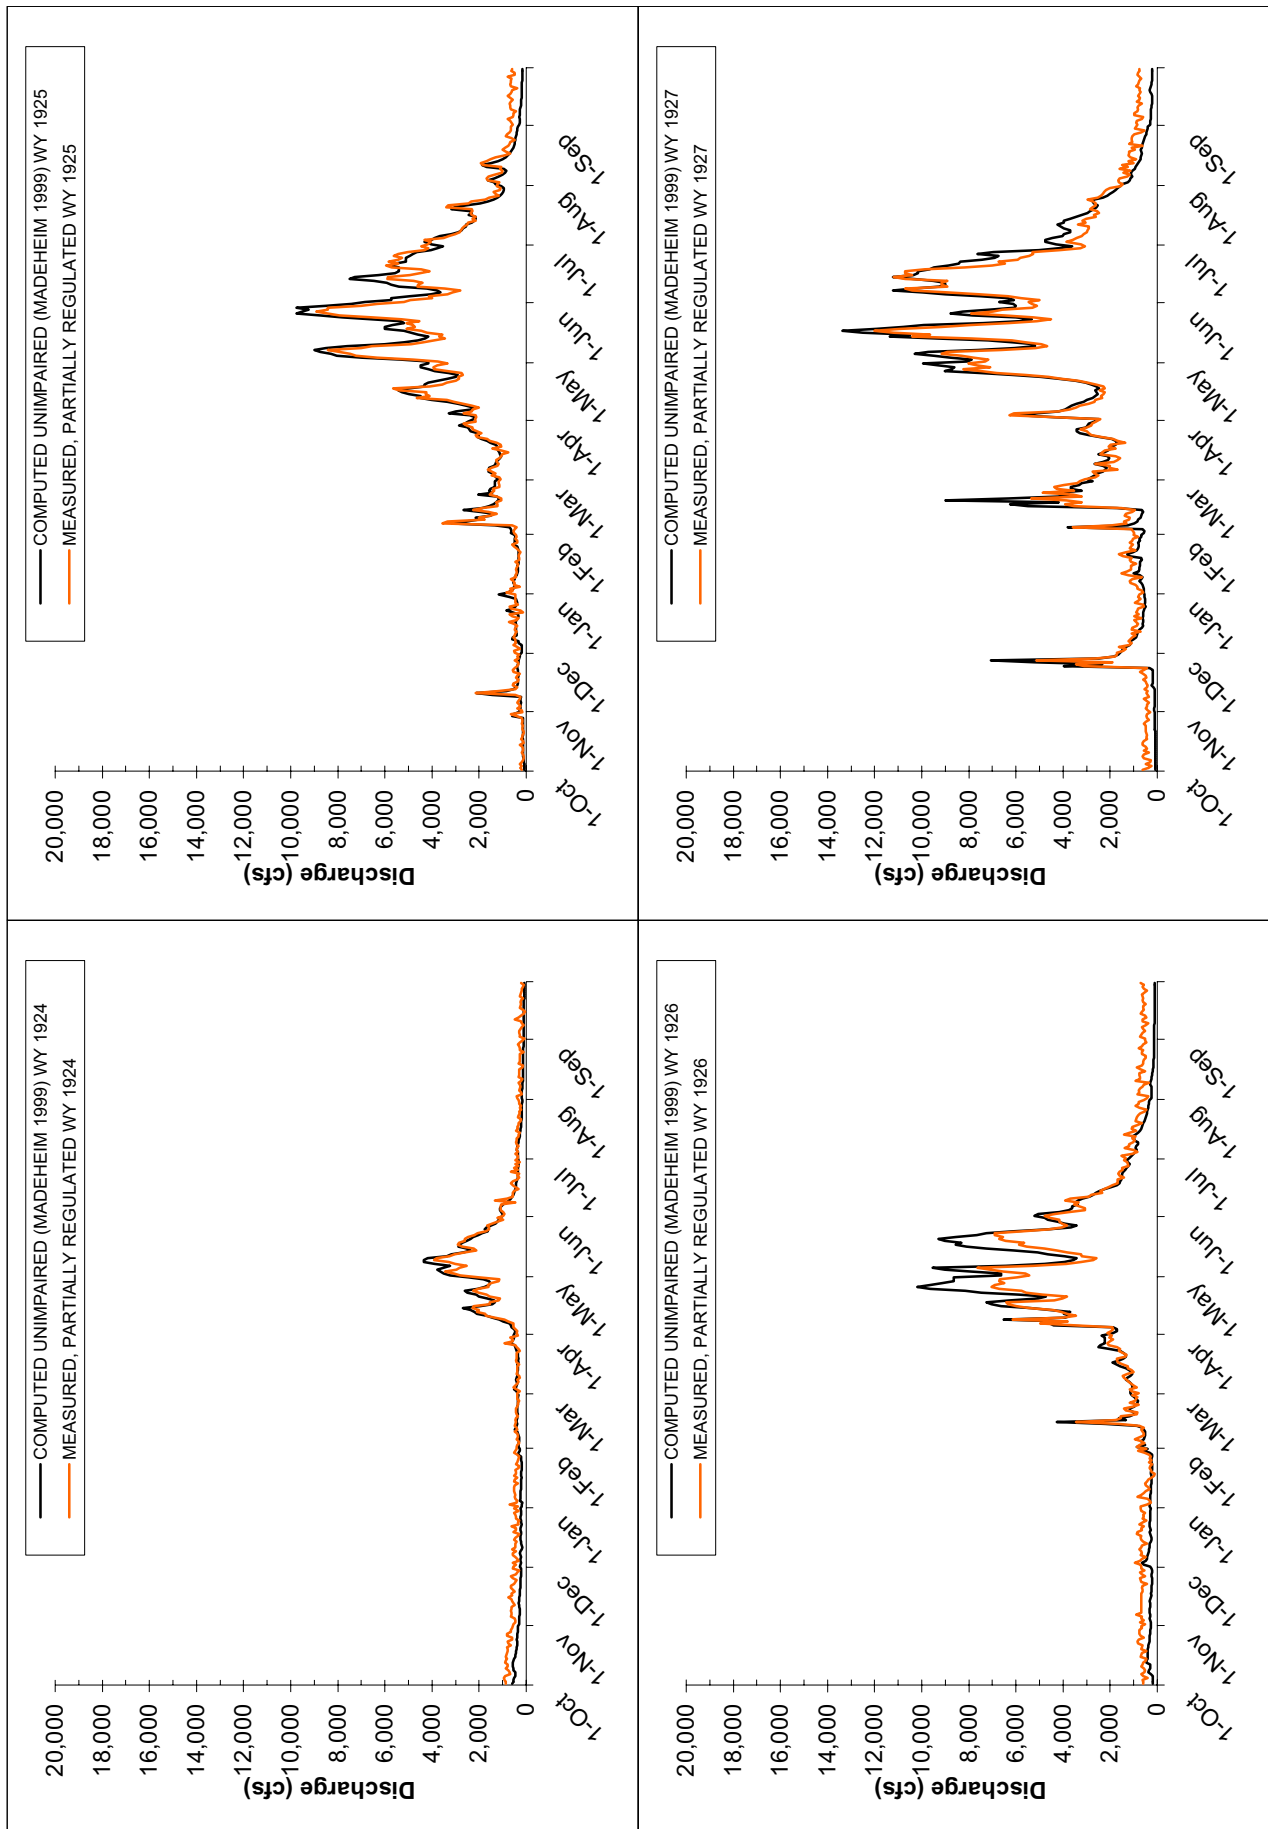 COMPUTED UNIMPAIRED (MADEHEIM 1999) WY 1924
MEASURED, PARTIALLY REGULATED WY 1924
Discharge (cfs)
20,000
18,000
16,000
14,000
12,000
10,000
8,000
6,000
4,000
2,000
0
1-Oct
1-Nov
1-Dec
1-Jan
1-Feb
1-Mar
1-Apr
1-May
1-Jun
1-Jul
1-Aug
1-Sep
COMPUTED UNIMPAIRED (MADEHEIM 1999) WY 1925
MEASURED, PARTIALLY REGULATED WY 1925
Discharge (cfs)
20,000
18,000
16,000
14,000
12,000
10,000
8,000
6,000
4,000
2,000
0
1-Oct
1-Nov
1-Dec
1-Jan
1-Feb
1-Mar
1-Apr
1-May
1-Jun
1-Jul
1-Aug
1-Sep
COMPUTED UNIMPAIRED (MADEHEIM 1999) WY 1926
MEASURED, PARTIALLY REGULATED WY 1926
Discharge (cfs)
20,000
18,000
16,000
14,000
12,000
10,000
8,000
6,000
4,000
2,000
0
1-Oct
1-Nov
1-Dec
1-Jan
1-Feb
1-Mar
1-Apr
1-May
1-Jun
1-Jul
1-Aug
1-Sep
COMPUTED UNIMPAIRED (MADEHEIM 1999) WY 1927
MEASURED, PARTIALLY REGULATED WY 1927
Discharge (cfs)
20,000
18,000
16,000
14,000
12,000
10,000
8,000
6,000
4,000
2,000
0
1-Oct
1-Nov
1-Dec
1-Jan
1-Feb
1-Mar
1-Apr
1-May
1-Jun
1-Jul
1-Aug
1-Sep